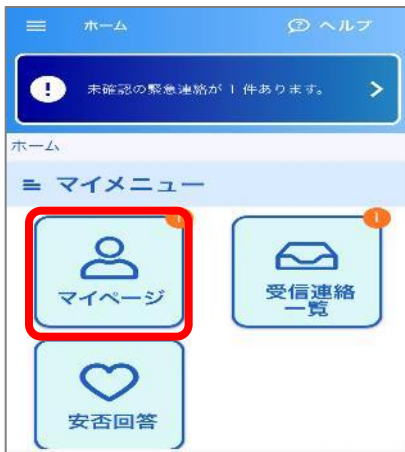 ホーム
ヘルプ
未確認の緊急連絡が 1 件あります。
ホーム
マイメニュー
1
マイページ
1
受信連絡
一覧
安否回答